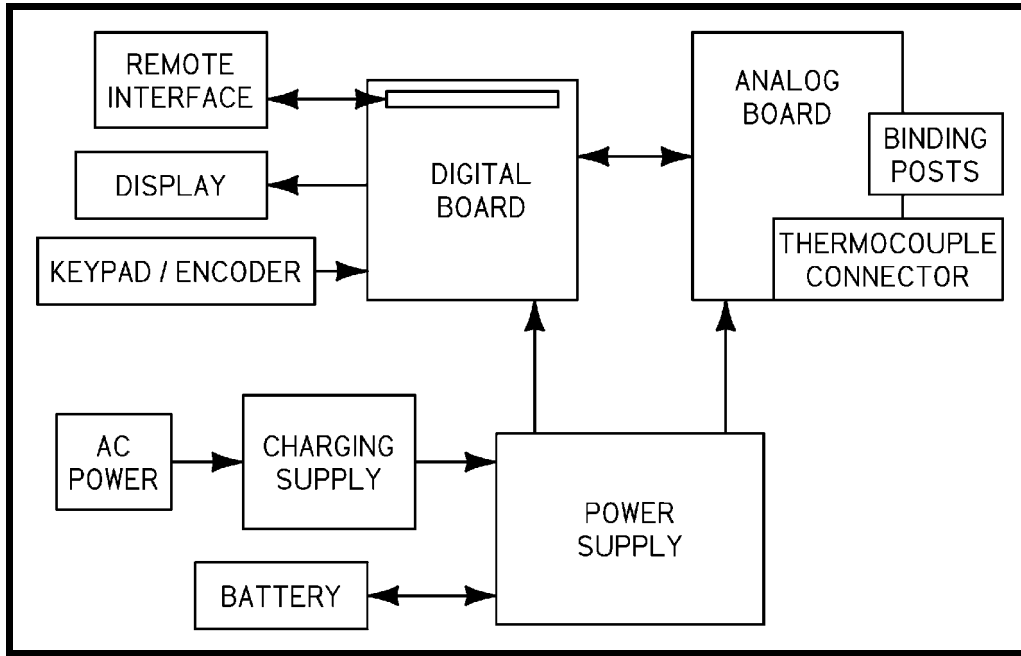 REMOTE
INTERFACE
DISPLAY
KEYPAD / ENCODER
DIGITAL
BOARD
ANALOG
BOARD
BINDING
POSTS
THERMOCOUPLE
CONNECTOR
AC
POWER
CHARGING
SUPPLY
BATTERY
POWER
SUPPLY